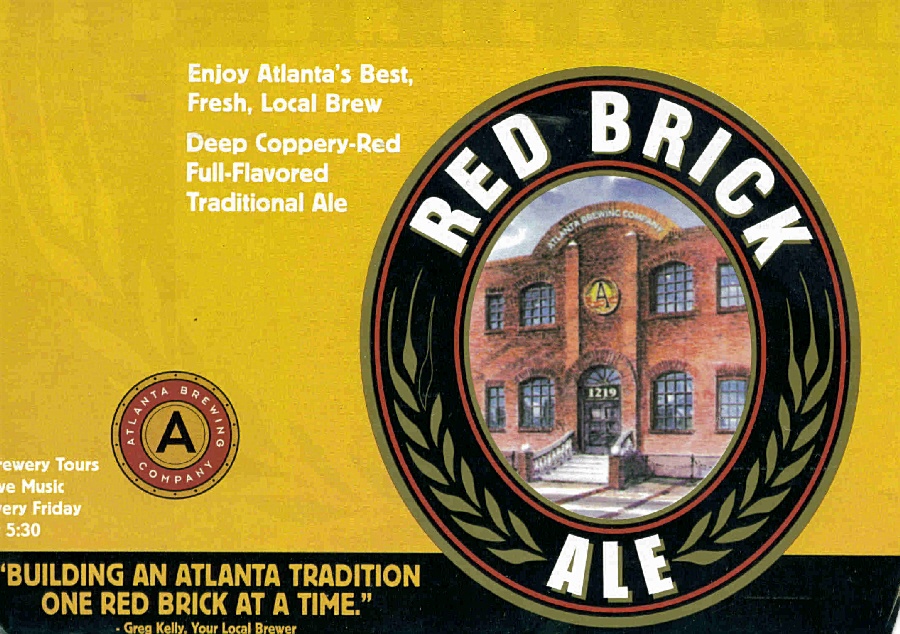 Enjoy Atlanta's Best,
Fresh, Local Brew
Deep Coppery-Red
Full-Flavored
Traditional Ale
RED BRICK
ATLANTA BREWING COMPANY
A
1219
ALE
ATLANTA BREWING
A
COMPANY
rewery Tours
ve Music
very Friday
5:30
"BUILDING AN ATLANTA TRADITION
ONE RED BRICK AT A TIME."
- Greg Kelly, Your Local Brewer